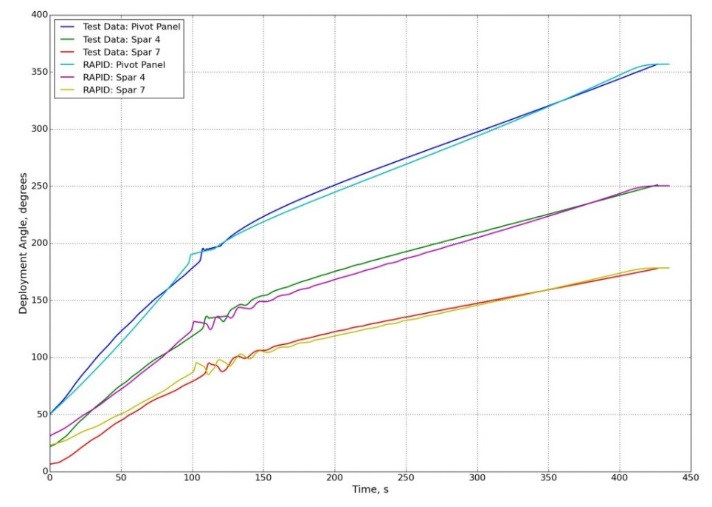 400
350
300
250
200
150
100
50
0
Deployment Angle, degrees
Test Data: Pivot Panel
Test Data: Spar 4
Test Data: Spar 7
RAPID: Pivot Panel
RAPID: Spar 4
RAPID: Spar 7
0 50 100 150 200 250 300 350 400 450
Time, s